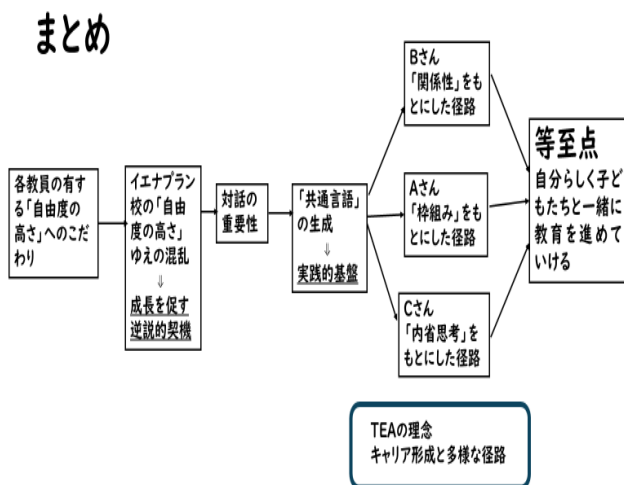 まとめ
各教員の有す
る「自由度の
高さ」へのこだ
わり
イエナプラン
校の「自由
度の高さ」
ゆえの混乱
⇓
成長を促す
逆説的契機
対話の
重要性
「共通言語」
の生成
⇓
実践的基盤
Bさん
「関係性」をも
とにした径路
Aさん
「枠組み」をも
とにした径路
Cさん
「内省思考」を
もとにした径路
等至点
自分らしく子ど
もたちと一緒に
教育を進めて
いける
TEAの理念
キャリア形成と多様な径路